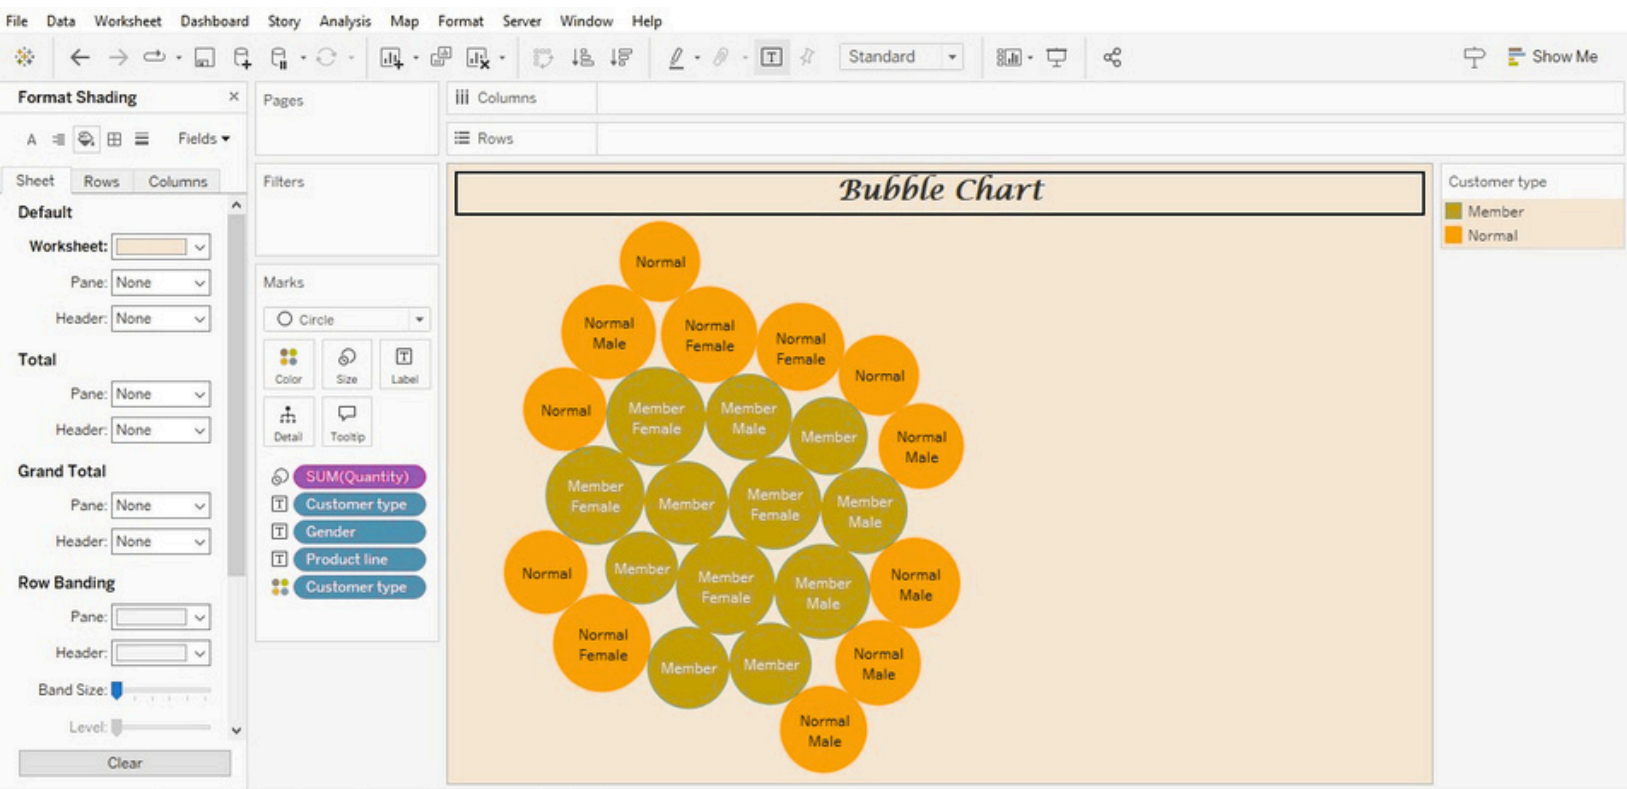 File Data Worksheet Dashboard Story Analysis Map Format Server Window Help
Standard
Show Me
Format Shading
Fields
Sheet Rows Columns
Default
Worksheet:
Pane: None
Header: None
Total
Pane: None
Header: None
Grand Total
Pane: None
Header: None
Row Banding
Pane:
Header:
Band Size:
Level:
Clear
Pages
Filters
Marks
Circle
Color Size Label
Detail Tooltip
SUM(Quantity)
Customer type
Gender
Product line
Customer type
Columns
Rows
Bubble Chart
Normal
Normal
Male
Normal
Female
Normal
Female
Normal
Normal
Member
Female
Member
Male
Member
Normal
Male
Member
Female
Member
Member
Female
Member
Male
Normal
Member
Member
Female
Member
Male
Normal
Male
Normal
Female
Member
Member
Normal
Male
Normal
Male
Customer type
Member
Normal